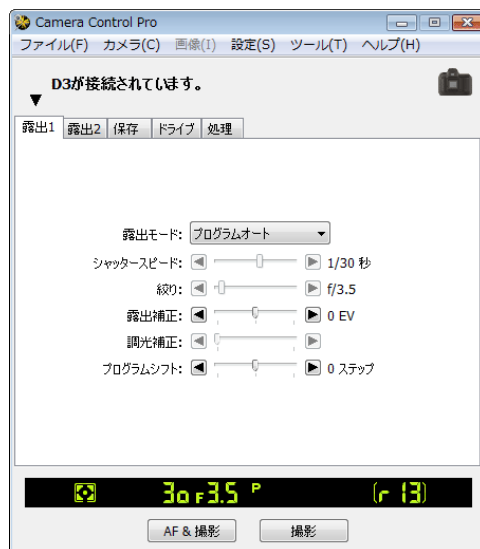 Camera Control Pro
ファイル(F) カメラ(C) 画像(I) 設定(S) ツール(T) ヘルプ(H)
D3が接続されています。
露出1 露出2 保存 ドライブ 処理
露出モード: プログラムオート
シャッタースピード: 1/30 秒
絞り: f/3.5
露出補正: 0 EV
調光補正:
プログラムシフト: 0 ステップ
30 F3.5 P (r 13)
AF & 撮影 撮影